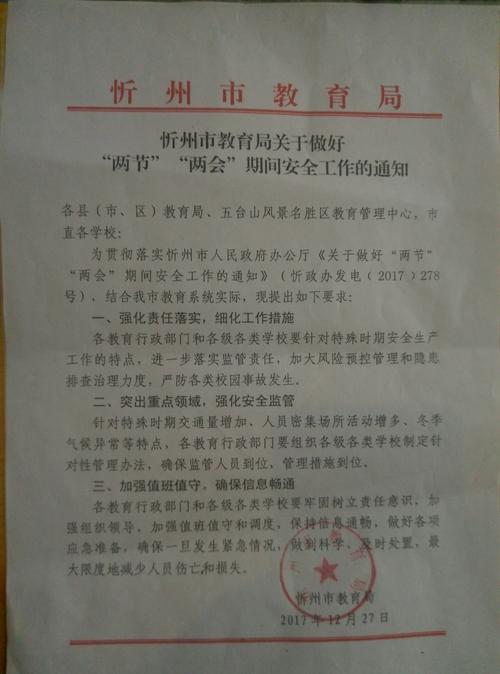 忻州市教育局
忻州市教育局关于做好
“两节”“两会”期间安全工作的通知
各县（市、区）教育局、五台山风景名胜区教育管理中心，市
直各学校：
为贯彻落实忻州市人民政府办公厅《关于做好“两节”
“两会”期间安全工作的通知》（忻政办发电〔2017〕278
号），结合我市教育系统实际，现提出如下要求：
一、强化责任落实，细化工作措施
各教育行政部门和各级各类学校要针对特殊时期安全生产
工作的特点，进一步落实监管责任，加大风险预控管理和隐患
排查治理力度，严防各类校园事故发生。
二、突出重点领域，强化安全监管
针对特殊时期交通量增加、人员密集场所活动增多、冬季
气候异常等特点，各教育行政部门要组织各级各类学校制定针
对性管理办法，确保监管人员到位，管理措施到位。
三、加强值班值守，确保信息畅通
各教育行政部门和各级各类学校要牢固树立责任意识，加
强组织领导，加强值班值守和调度，保持信息通畅，做好各项
应急准备，确保一旦发生紧急情况，做到科学、及时处置，最
大限度地减少人员伤亡和损失。
忻州市教育局
2017年12月27日